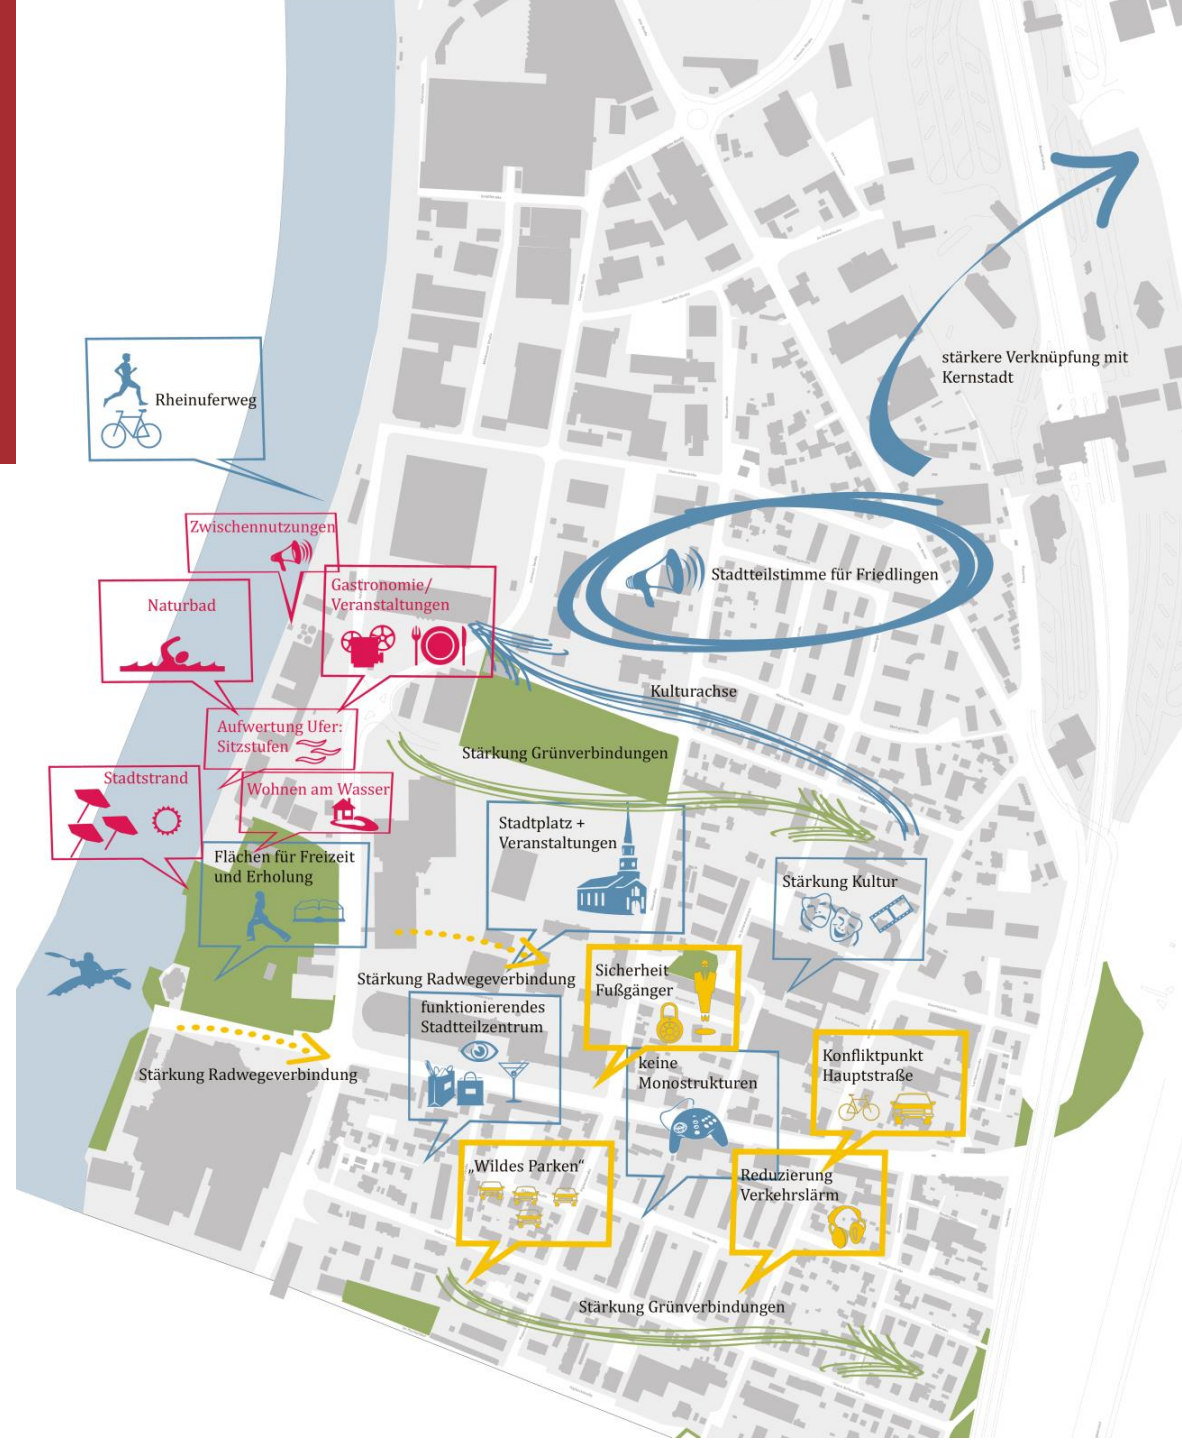 stärkere Verknüpfung mit
Kernstadt
Rheinuferweg
Zwischennutzungen
Gastronomie/
Veranstaltungen
Naturbad
Stadtteilstimme für Friedlingen
Kulturachse
Aufwertung Ufer:
Sitzstufen
Stärkung Grünverbindungen
Stadtstrand
Wohnen am Wasser
Stadtplatz +
Veranstaltungen
Flächen für Freizeit
und Erholung
Stärkung Kultur
Stärkung Radwegeverbindung
Sicherheit
Fußgänger
funktionierendes
Stadtteilzentrum
Stärkung Radwegeverbindung
keine
Monostrukturen
Konfliktpunkt
Hauptstraße
„Wildes Parken“
Reduzierung
Verkehrslärm
Stärkung Grünverbindungen